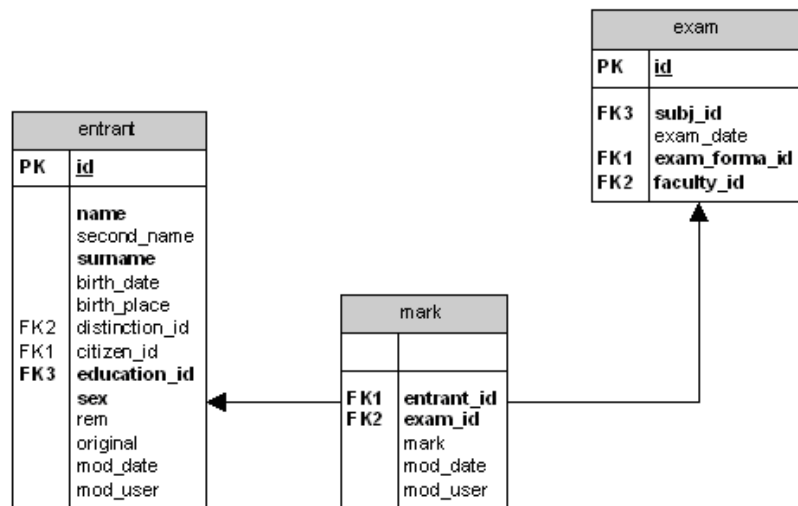 entrant
PK id
name
second_name
surname
birth_date
birth_place
FK2 distinction_id
FK1 citizen_id
FK3 education_id
sex
rem
original
mod_date
mod_user
mark
FK1 entrant_id
FK2 exam_id
mark
mod_date
mod_user
exam
PK id
FK3 subj_id
exam_date
FK1 exam_forma_id
FK2 faculty_id